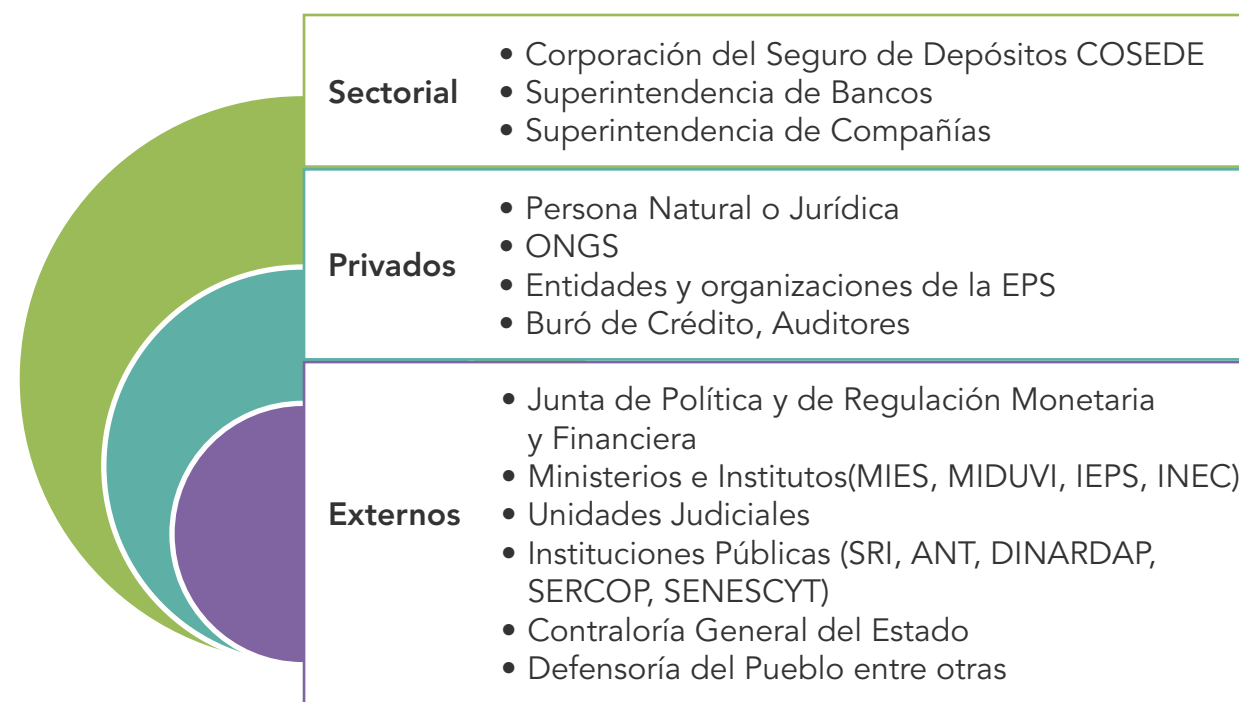 Sectorial
• Corporación del Seguro de Depósitos COSEDE
• Superintendencia de Bancos
• Superintendencia de Compañías
Privados
• Persona Natural o Jurídica
• ONGS
• Entidades y organizaciones de la EPS
• Buró de Crédito, Auditores
Externos
• Junta de Política y de Regulación Monetaria
y Financiera
• Ministerios e Institutos(MIES, MIDUVI, IEPS, INEC)
• Unidades Judiciales
• Instituciones Públicas (SRI, ANT, DINARDAP,
SERCOP, SENESCYT)
• Contraloría General del Estado
• Defensoría del Pueblo entre otras